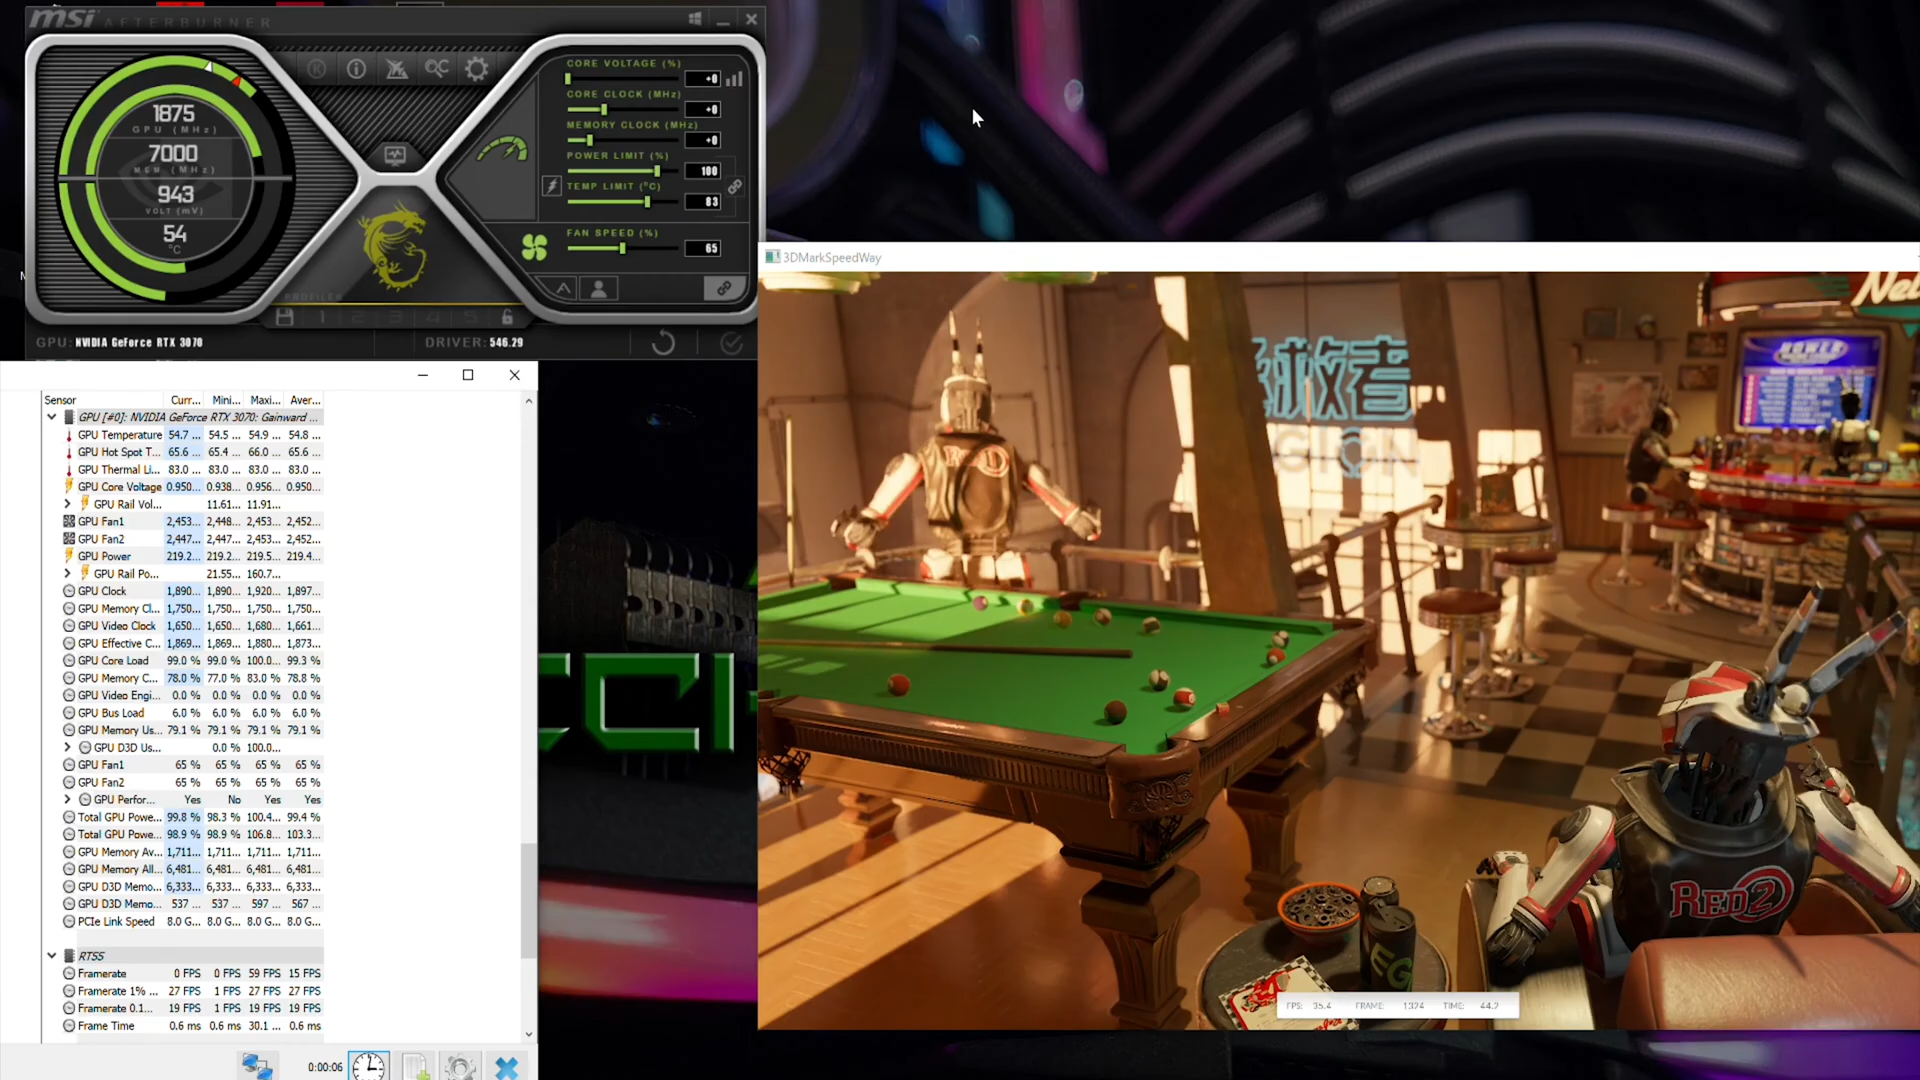 msi AFTERBURNER
1875
GPU (MHz)
7000
MEM (MHz)
943
VOLT (mV)
54
°C
CORE VOLTAGE (%)
+0
CORE CLOCK (MHz)
+0
MEMORY CLOCK (MHz)
+0
POWER LIMIT (%)
100
TEMP LIMIT (°C)
83
FAN SPEED (%)
65
A
PROFILE
1 2 3 4 5
GPU: NVIDIA GeForce RTX 3070
DRIVER: 546.29
Sensor Curr... Mini... Maxi... Aver...
GPU [#0]: NVIDIA GeForce RTX 3070: Gainward ...
GPU Temperature 54.7 ... 54.5 ... 54.9 ... 54.8 ...
GPU Hot Spot T... 65.6 ... 65.4 ... 66.0 ... 65.6 ...
GPU Thermal Li... 83.0 ... 83.0 ... 83.0 ... 83.0 ...
GPU Core Voltage 0.950... 0.938... 0.956... 0.950...
GPU Rail Vol... 11.61... 11.91...
GPU Fan1 2,453... 2,448... 2,453... 2,452...
GPU Fan2 2,447... 2,447... 2,453... 2,452...
GPU Power 219.2... 219.2... 219.5... 219.4...
GPU Rail Po... 21.55... 160.7...
GPU Clock 1,890... 1,890... 1,920... 1,897...
GPU Memory Cl... 1,750... 1,750... 1,750... 1,750...
GPU Video Clock 1,650... 1,650... 1,680... 1,661...
GPU Effective C... 1,869... 1,869... 1,880... 1,873...
GPU Core Load 99.0 % 99.0 % 100.0... 99.3 %
GPU Memory C... 78.0 % 77.0 % 83.0 % 78.8 %
GPU Video Engi... 0.0 % 0.0 % 0.0 % 0.0 %
GPU Bus Load 6.0 % 6.0 % 6.0 % 6.0 %
GPU Memory Us... 79.1 % 79.1 % 79.1 % 79.1 %
GPU D3D Us... 0.0 % 100.0...
GPU Fan1 65 % 65 % 65 % 65 %
GPU Fan2 65 % 65 % 65 % 65 %
GPU Perfor... Yes No Yes Yes
Total GPU Powe... 99.8 % 98.3 % 100.4... 99.4 %
Total GPU Powe... 98.9 % 98.9 % 106.8... 103.3...
GPU Memory Av... 1,711... 1,711... 1,711... 1,711...
GPU Memory All... 6,481... 6,481... 6,481... 6,481...
GPU D3D Memo... 6,333... 6,333... 6,333... 6,333...
GPU D3D Memo... 537 ... 537 ... 597 ... 567 ...
PCIe Link Speed 8.0 G... 8.0 G... 8.0 G... 8.0 G...
RTSS
Framerate 0 FPS 0 FPS 59 FPS 15 FPS
Framerate 1% ... 27 FPS 1 FPS 27 FPS 27 FPS
Framerate 0.1... 19 FPS 1 FPS 19 FPS 19 FPS
Frame Time 0.6 ms 0.6 ms 30.1 ... 0.6 ms
0:00:06
3DMarkSpeedWay
拯救者
LEGION
RED
RED2
FPS: 35.4 FRAME: 1324 TIME: 44.2